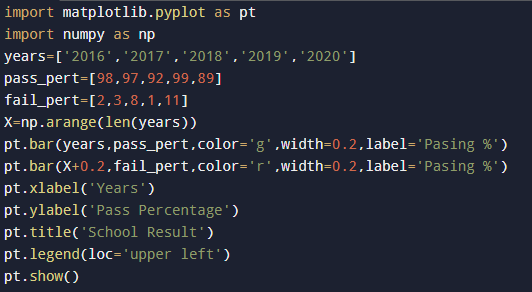 import matplotlib.pyplot as pt
import numpy as np
years=['2016','2017','2018','2019','2020']
pass_pert=[98,97,92,99,89]
fail_pert=[2,3,8,1,11]
X=np.arange(len(years))
pt.bar(years,pass_pert,color='g',width=0.2,label='Pasing %')
pt.bar(X+0.2,fail_pert,color='r',width=0.2,label='Pasing %')
pt.xlabel('Years')
pt.ylabel('Pass Percentage')
pt.title('School Result')
pt.legend(loc='upper left')
pt.show()